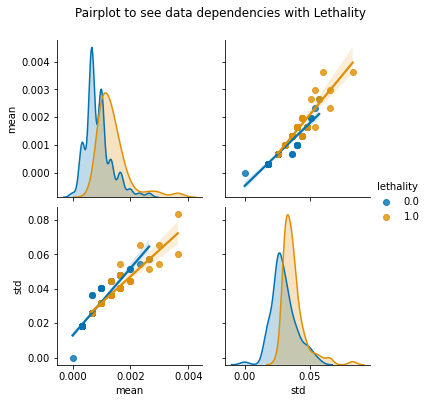 Pairplot to see data dependencies with Lethality
0.004
0.003
0.002
0.001
0.000
mean
lethality
0.0
1.0
0.08
0.06
0.04
0.02
0.00
std
0.000 0.002 0.004
mean
0.00 0.05
std